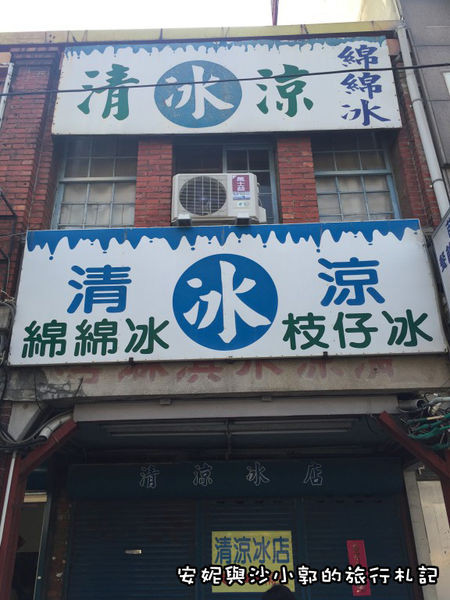 清冰涼
綿綿冰
清冰涼
綿綿冰
枝仔冰
清涼冰店
清涼冰店
安妮與沙小郭的旅行札記